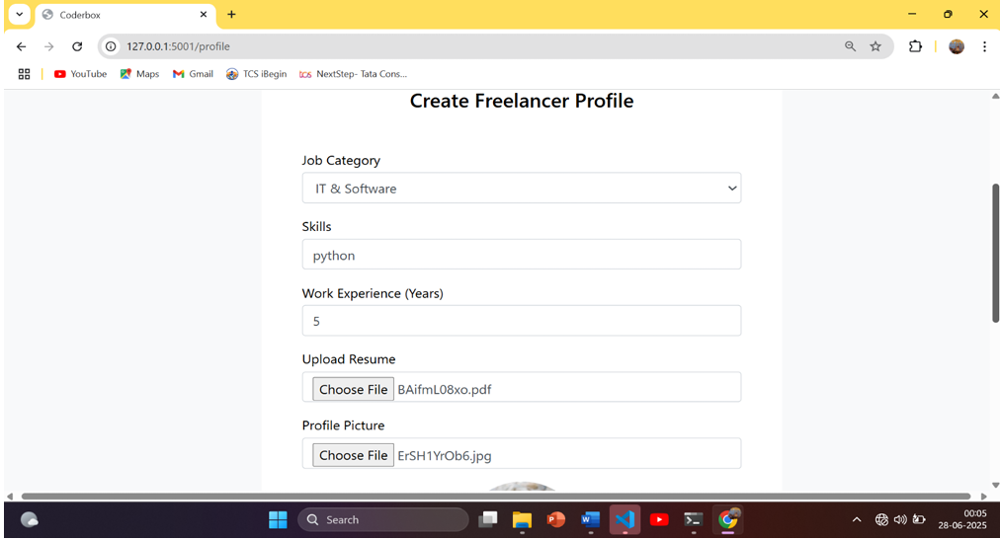 Coderbox
127.0.0.1:5001/profile
YouTube
Maps
Gmail
TCS iBegin
NextStep- Tata Cons...
Create Freelancer Profile
Job Category
IT & Software
Skills
python
Work Experience (Years)
5
Upload Resume
Choose File BAifmL08xo.pdf
Profile Picture
Choose File ErSH1YrOb6.jpg
Search
00:05
28-06-2025